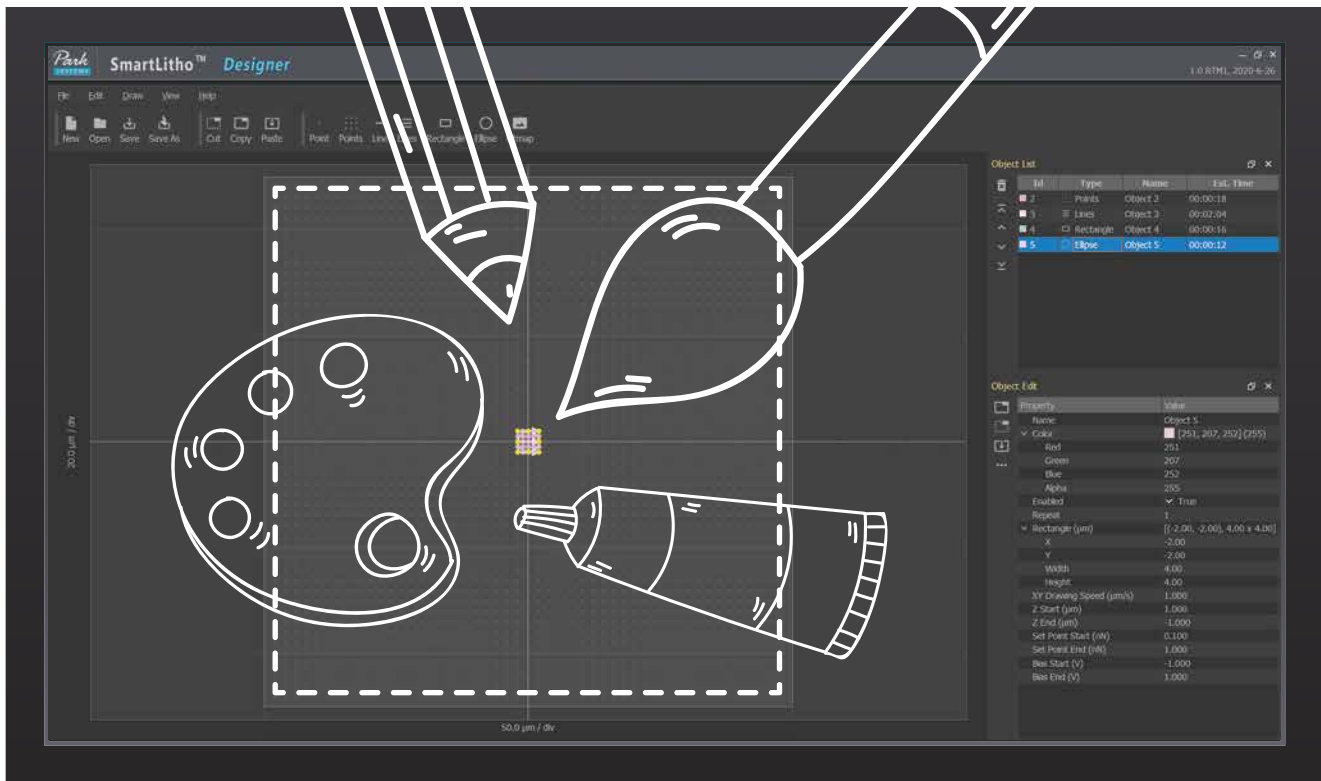 Park
SYSTEMS
SmartLitho™ Designer
1.0 RTM1, 2020-6-26
File Edit Draw View Help
New Open Save Save As Cut Copy Paste Point Points Rectangle Ellipse
Object List
Id Type Name Est. Time
2 Points Object 2 00:00:18
3 Lines Object 3 00:02:04
4 Rectangle Object 4 00:00:16
5 Ellipse Object 5 00:00:12
Object Edit
Property Value
Name Object 5
Color [251, 207, 252] (255)
Red 251
Green 207
Blue 252
Alpha 255
Enabled True
Repeat 1
Rectangle (µm) [(-2.00, -2.00), 4.00 x 4.00]
X -2.00
Y -2.00
Width 4.00
Height 4.00
XY Drawing Speed (µm/s) 1.000
Z Start (µm) 1.000
Z End (µm) -1.000
Set Point Start (nN) 0.100
Set Point End (nN) 1.000
Bias Start (V) -1.000
Bias End (V) 1.000
20.0 µm / div
50.0 µm / div